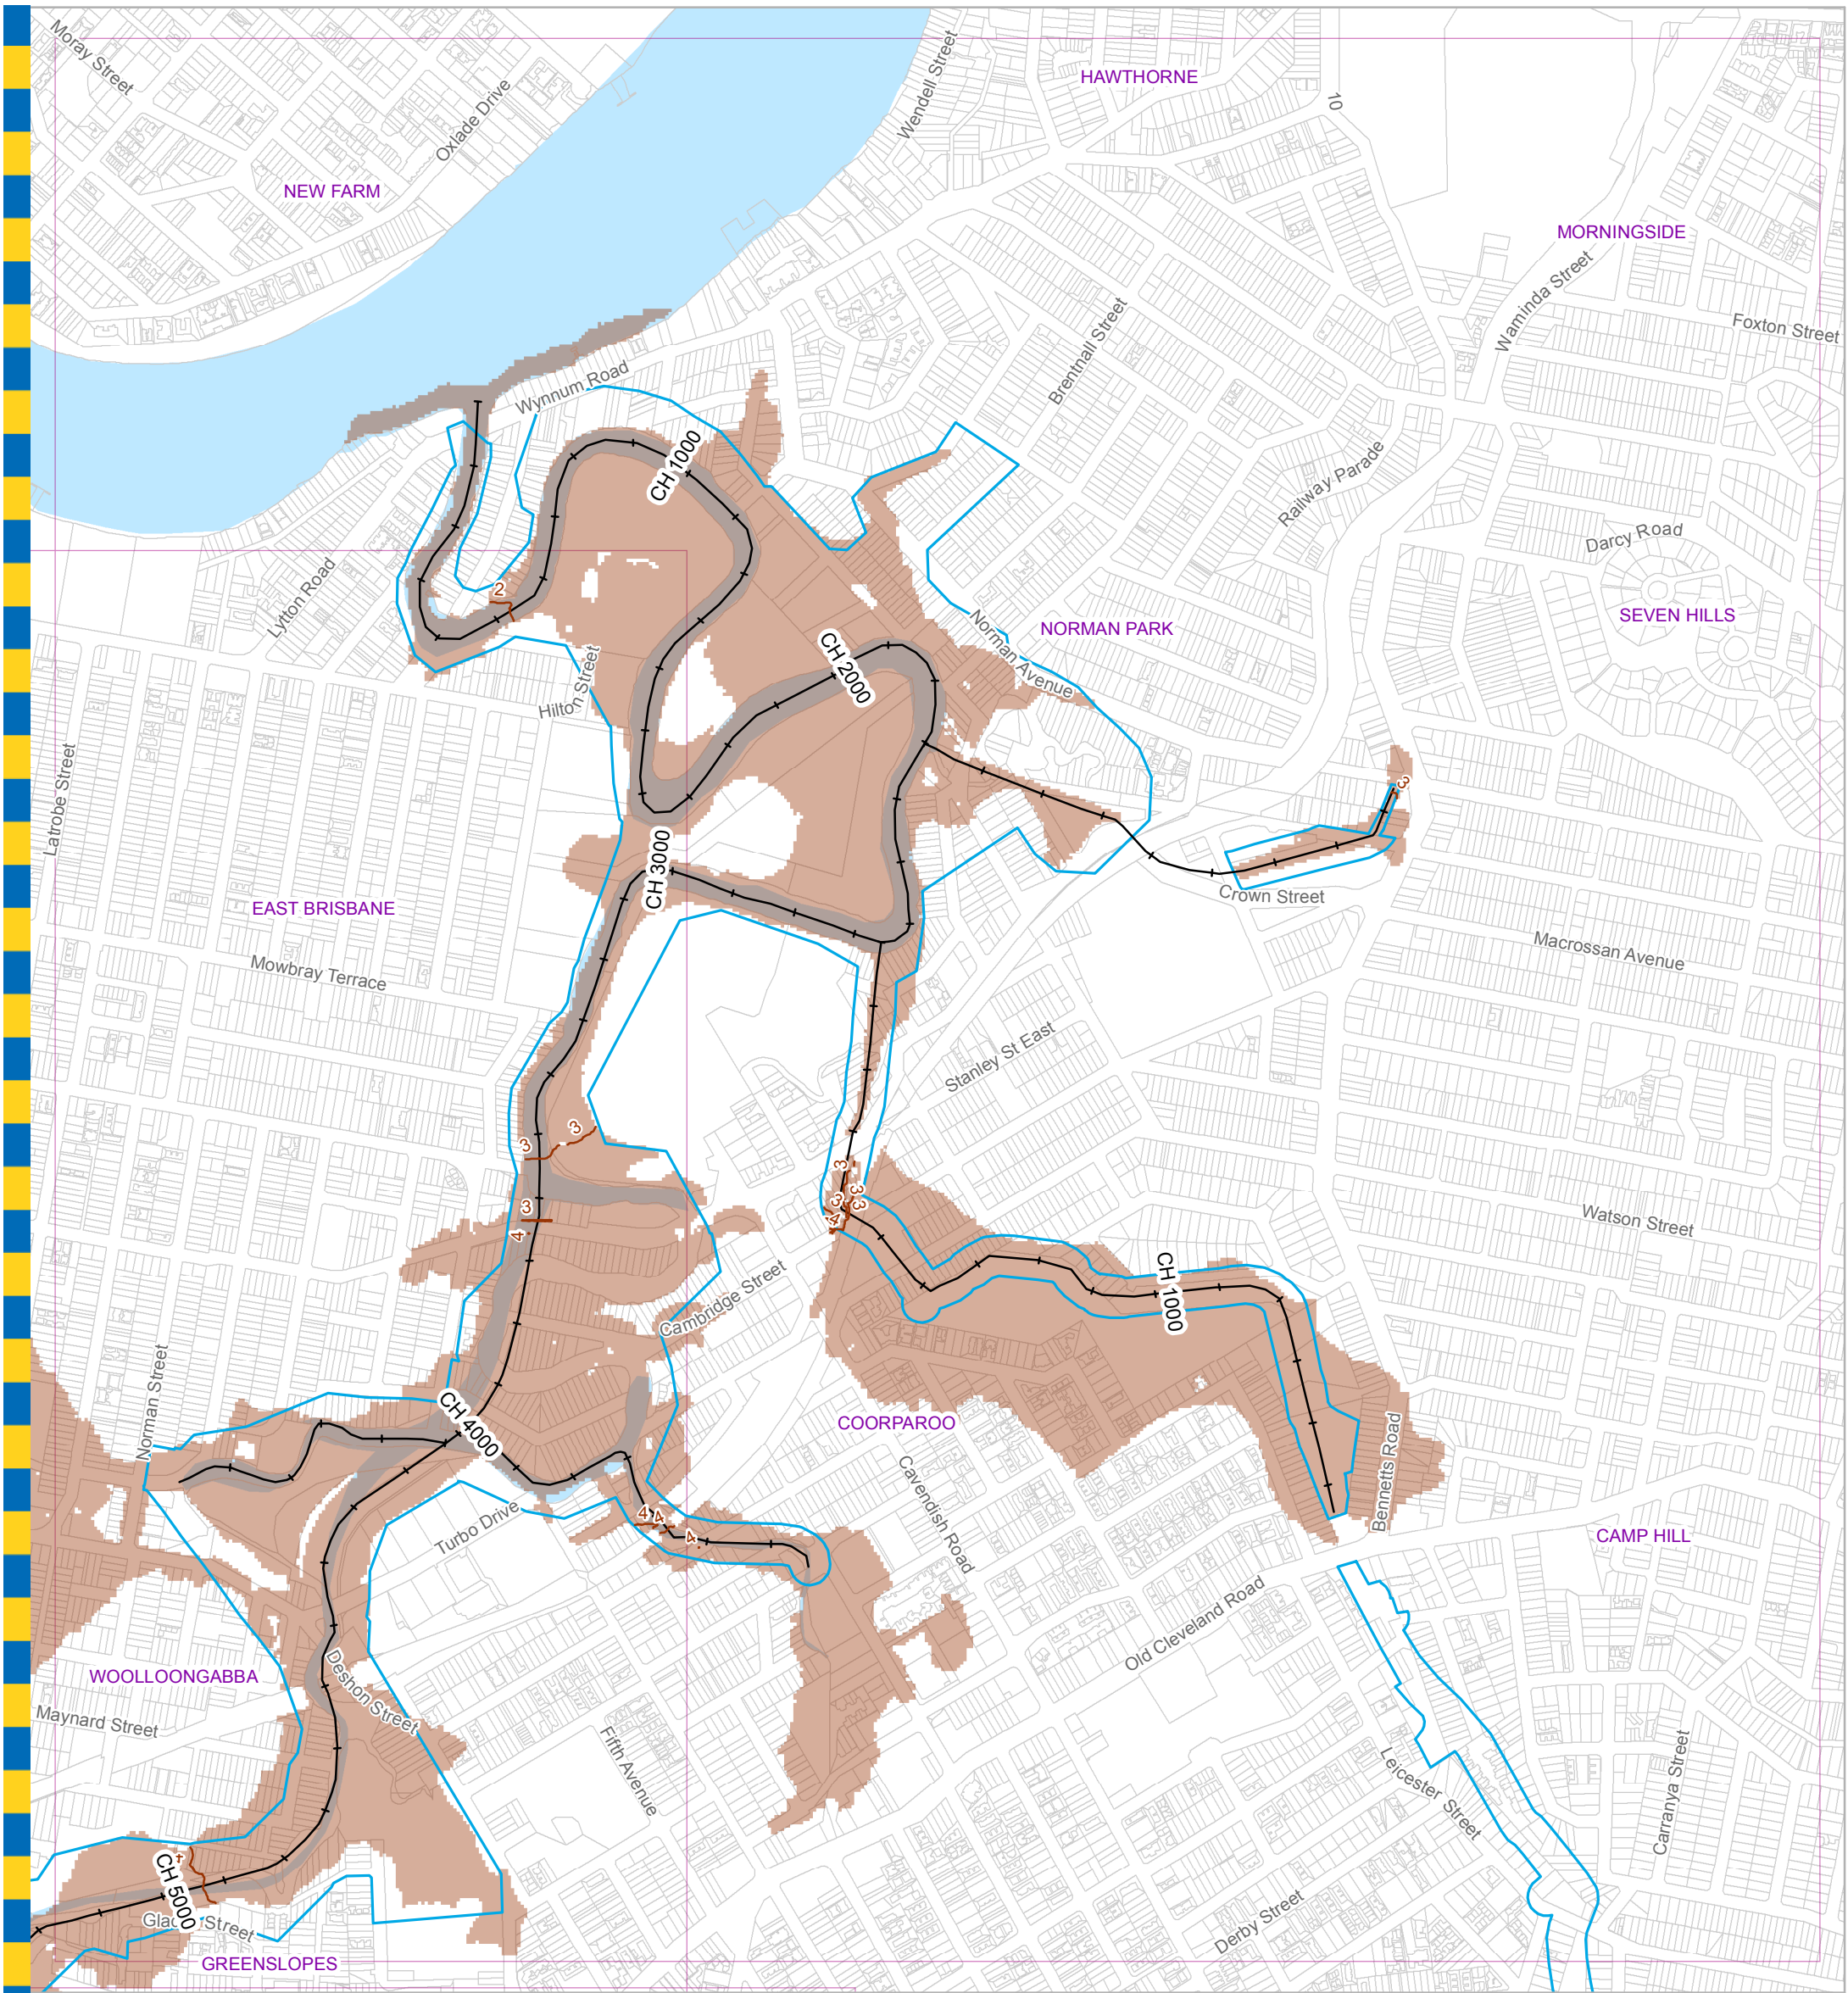 Moray Street
Oxlade Drive
Wendell Street
HAWTHORNE
10
NEW FARM
MORNINGSIDE
Waminda Street
Foxton Street
Brentnall Street
Wynnum Road
CH 1000
Railway Parade
Darcy Road
Lytton Road
2
SEVEN HILLS
NORMAN PARK
Norman Avenue
CH 2000
Hilton Street
Latrobe Street
3
CH 3000
Crown Street
EAST BRISBANE
Macrossan Avenue
Mowbray Terrace
Stanley St East
3
3
3
3
3
3
4
3
4
Watson Street
Cambridge Street
CH 1000
Norman Street
CH 4000
COORPAROO
Bennetts Road
Cavendish Road
Turbo Drive
4
4
4
CAMP HILL
Old Cleveland Road
WOOLLOONGABBA
Deshon Street
Maynard Street
Fifth Avenue
Leicester Street
Carranya Street
4
CH 5000
Street
Derby Street
GREENSLOPES